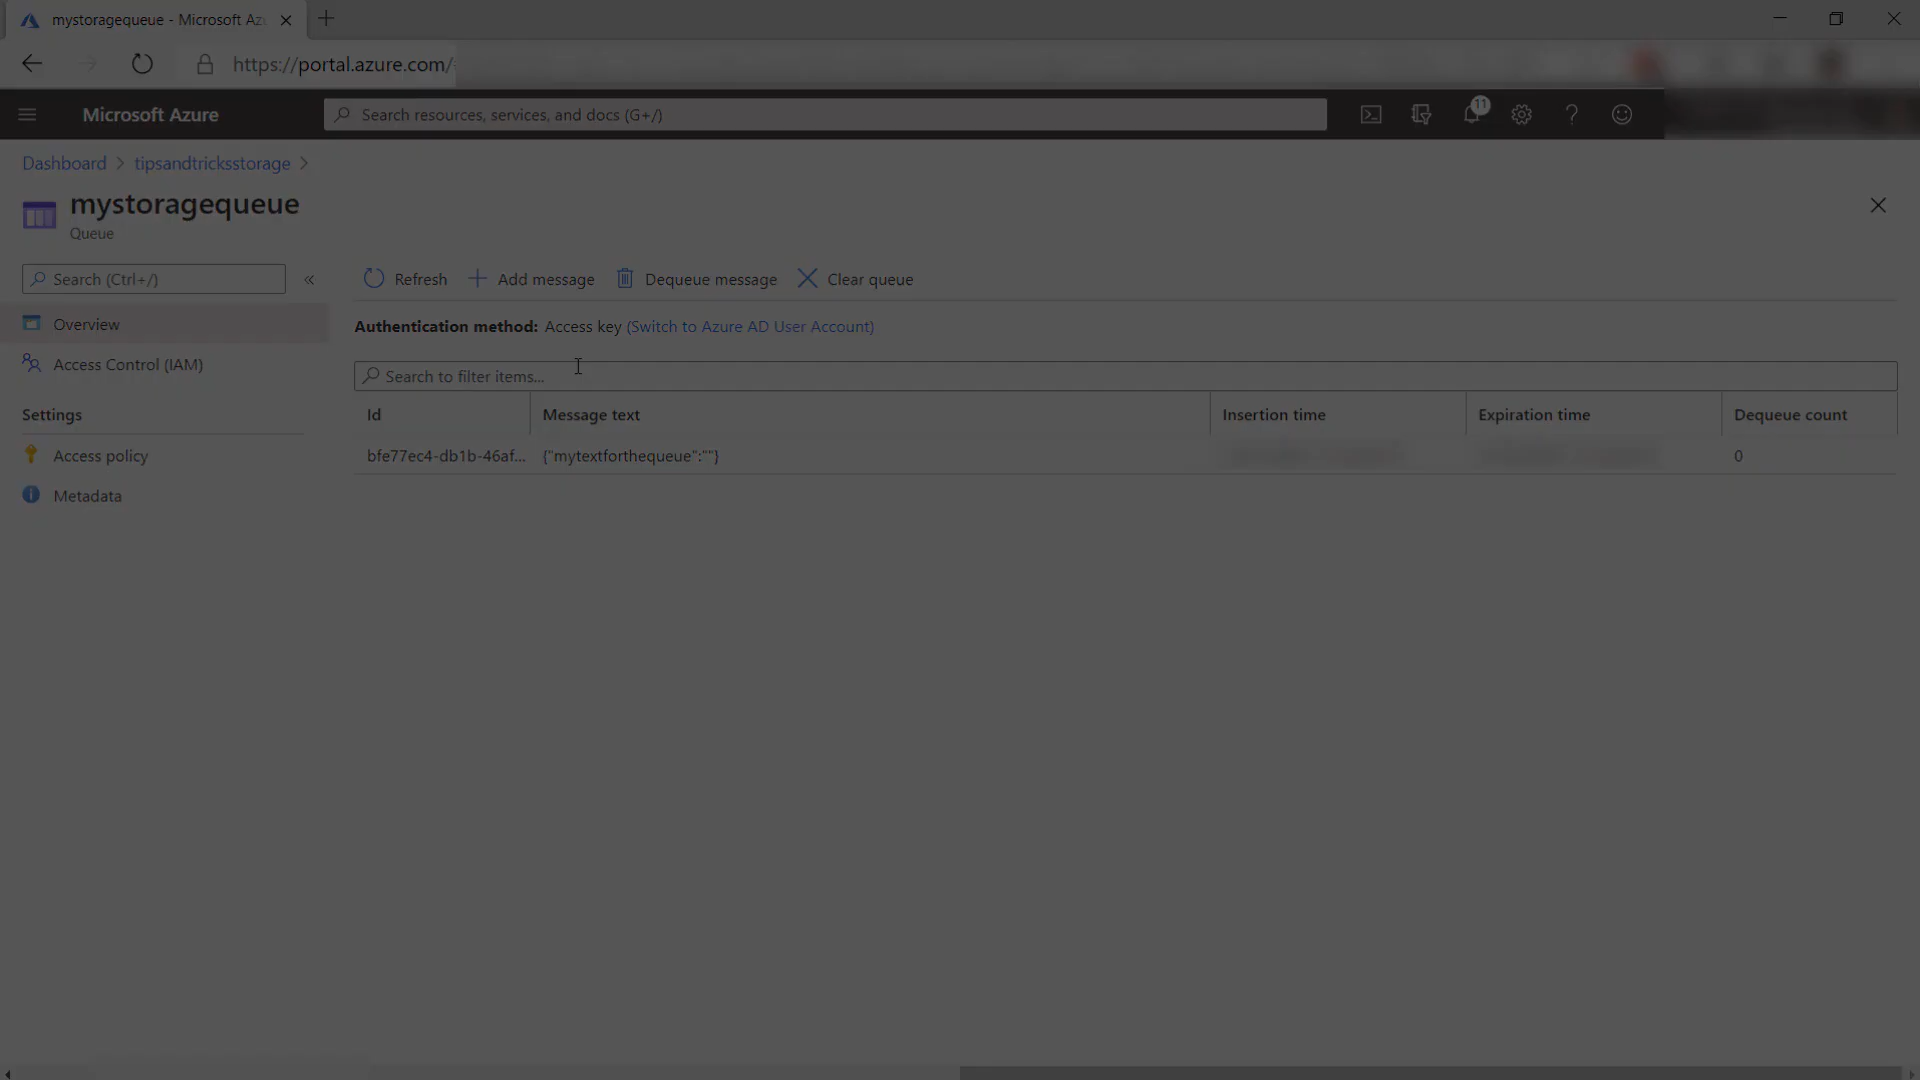 mystoragequeue - Microsoft Az
https://portal.azure.com/
Microsoft Azure
Search resources, services, and docs (G+/)
11
Dashboard > tipsandtricksstorage >
mystoragequeue
Queue
Search (Ctrl+/)
«
Refresh
Add message
Dequeue message
Clear queue
Overview
Authentication method: Access key (Switch to Azure AD User Account)
Access Control (IAM)
Search to filter items...
Settings
Id
Message text
Insertion time
Expiration time
Dequeue count
Access policy
bfe77ec4-db1b-46af...
{"mytextforthequeue":""}
0
Metadata